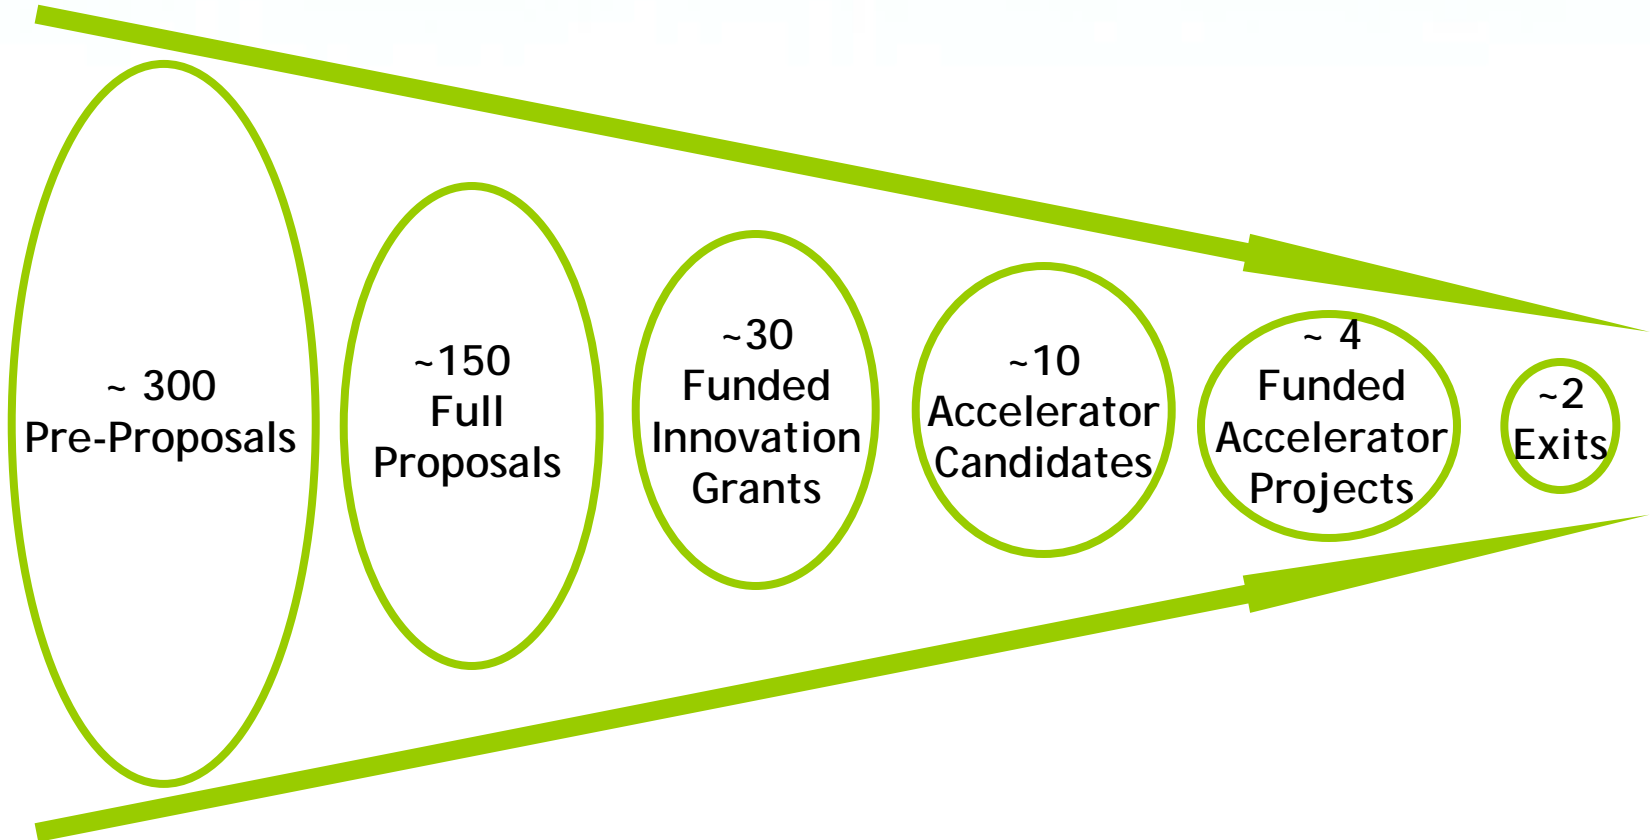 ~ 300
Pre-Proposals
~150
Full
Proposals
~30
Funded
Innovation
Grants
~10
Accelerator
Candidates
~ 4
Funded
Accelerator
Projects
~2
Exits